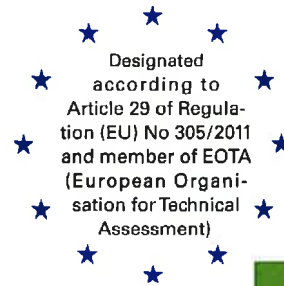 Designated
according to
Article 29 of Regula-
tion (EU) No 305/2011
and member of EOTA
(European Organi-
sation for Technical
Assessment)